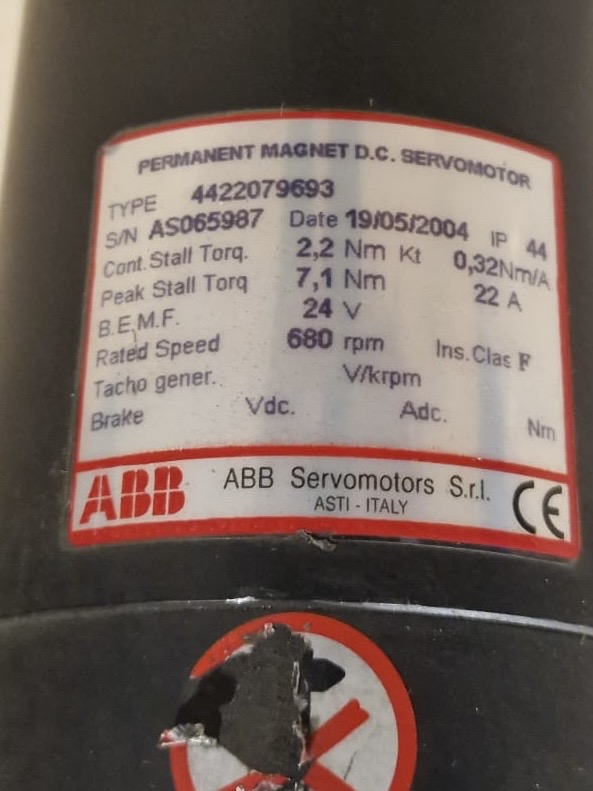 PERMANENT MAGNET D.C. SERVOMOTOR
TYPE 4422079693
S/N AS065987 Date 19/05/2004 IP 44
Cont.Stall Torq. 2,2 Nm Kt 0,32Nm/A
Peak Stall Torq 7,1 Nm 22 A
B.E.M.F. 24 V
Rated Speed 680 rpm Ins.Clas F
Tacho gener. V/krpm
Brake Vdc. Adc. Nm
ABB ABB Servomotors S.r.l. CE
ASTI - ITALY